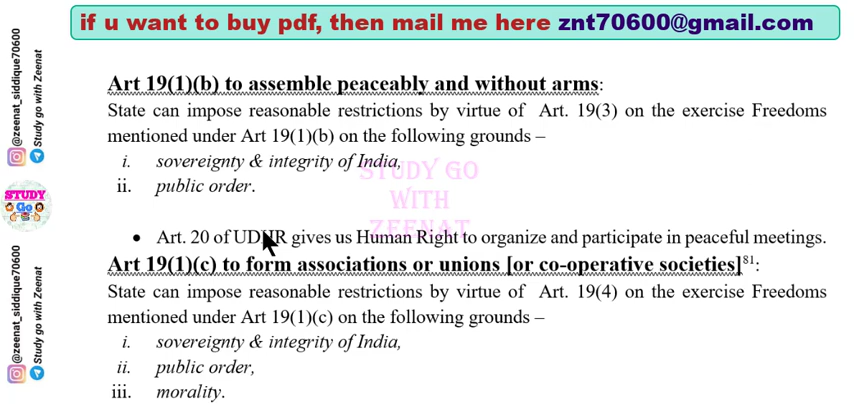 if u want to buy pdf, then mail me here znt70600@gmail.com
@zeenat_siddique70600
Study go with Zeenat
Art 19(1)(b) to assemble peaceably and without arms:
State can impose reasonable restrictions by virtue of Art. 19(3) on the exercise Freedoms
mentioned under Art 19(1)(b) on the following grounds –
i. sovereignty & integrity of India,
ii. public order.
STUDY GO
WITH
ZEENAT
STUDY
Go
• Art. 20 of UDHR gives us Human Right to organize and participate in peaceful meetings.
Art 19(1)(c) to form associations or unions [or co-operative societies]81:
State can impose reasonable restrictions by virtue of Art. 19(4) on the exercise Freedoms
mentioned under Art 19(1)(c) on the following grounds –
i. sovereignty & integrity of India,
ii. public order,
iii. morality.
@zeenat_siddique70600
Study go with Zeenat